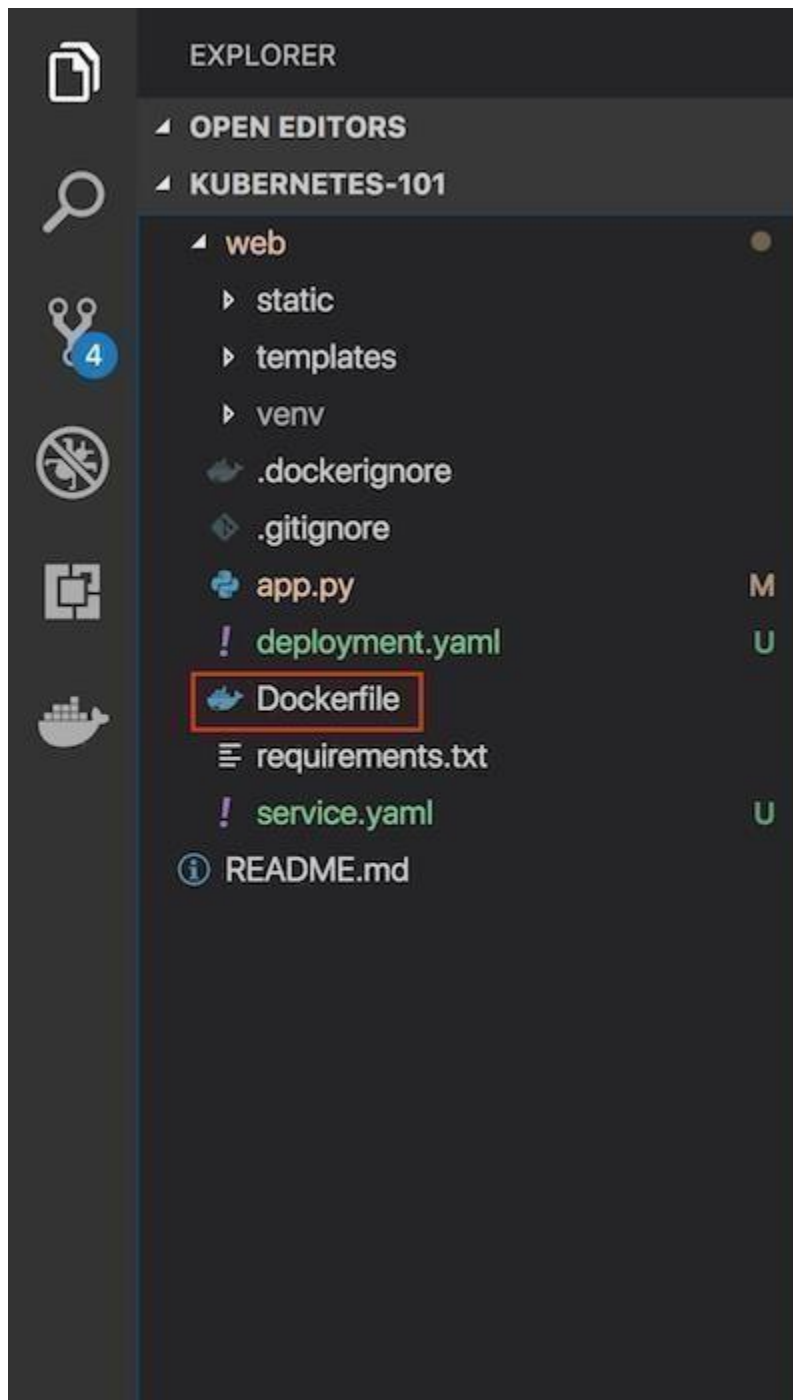 EXPLORER
OPEN EDITORS
KUBERNETES-101
web
static
templates
4
venv
.dockerignore
.gitignore
app.py M
deployment.yaml U
Dockerfile
requirements.txt
service.yaml U
README.md